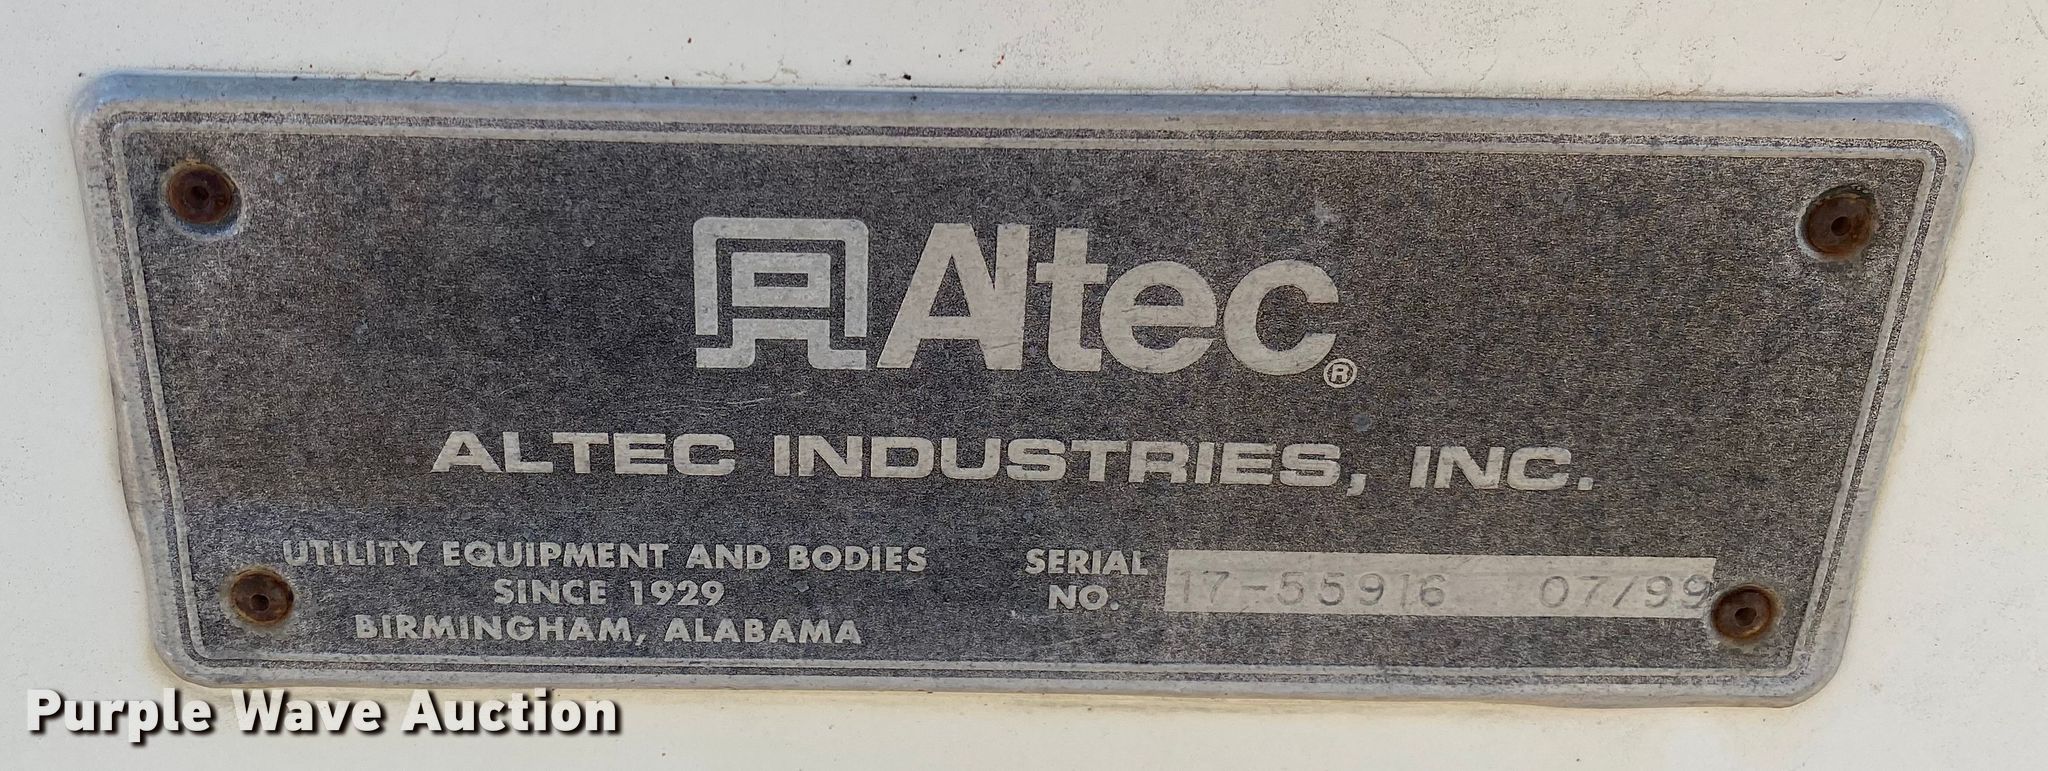 Altec®
ALTEC INDUSTRIES, INC.
UTILITY EQUIPMENT AND BODIES
SINCE 1929
BIRMINGHAM, ALABAMA
SERIAL
NO. 17-55916 07/99
Purple Wave Auction